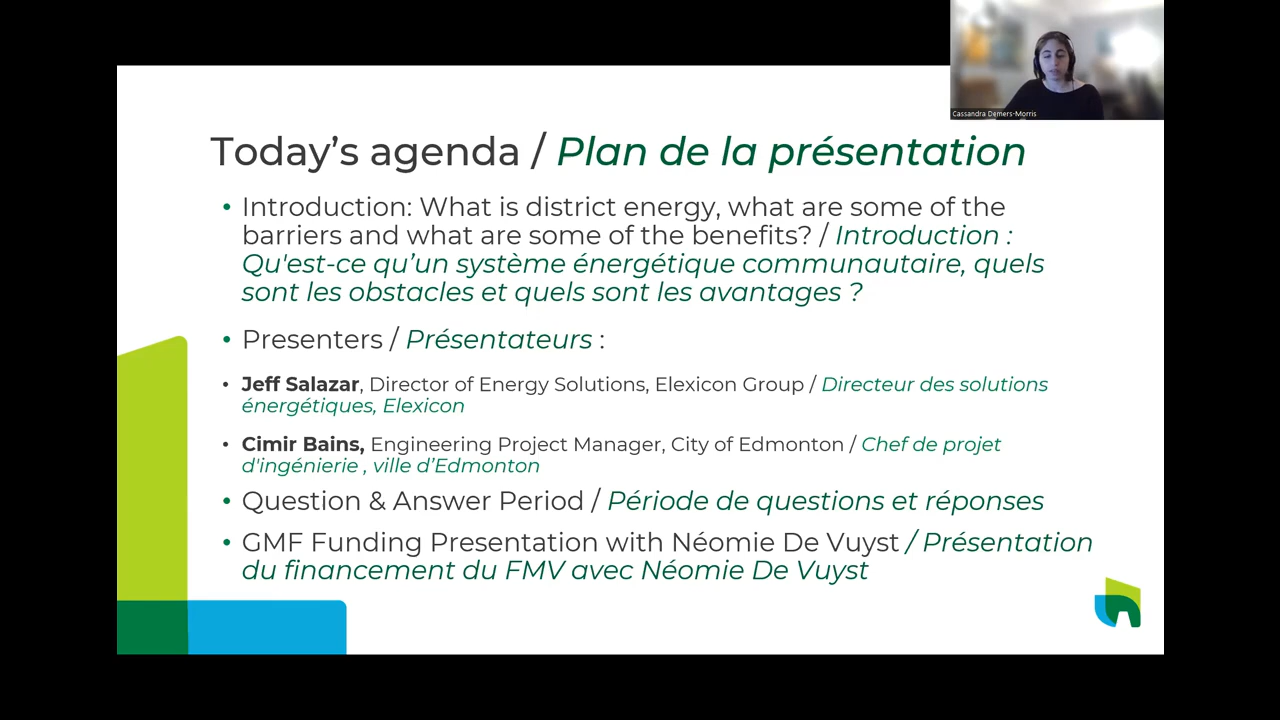 Cassandra Demers-Morris
Today’s agenda / Plan de la présentation
• Introduction: What is district energy, what are some of the
barriers and what are some of the benefits? / Introduction :
Qu'est-ce qu’un système énergétique communautaire, quels
sont les obstacles et quels sont les avantages ?
• Presenters / Présentateurs :
• Jeff Salazar, Director of Energy Solutions, Elexicon Group / Directeur des solutions
énergétiques, Elexicon
• Cimir Bains, Engineering Project Manager, City of Edmonton / Chef de projet
d'ingénierie , ville d’Edmonton
• Question & Answer Period / Période de questions et réponses
• GMF Funding Presentation with Néomie De Vuyst / Présentation
du financement du FMV avec Néomie De Vuyst